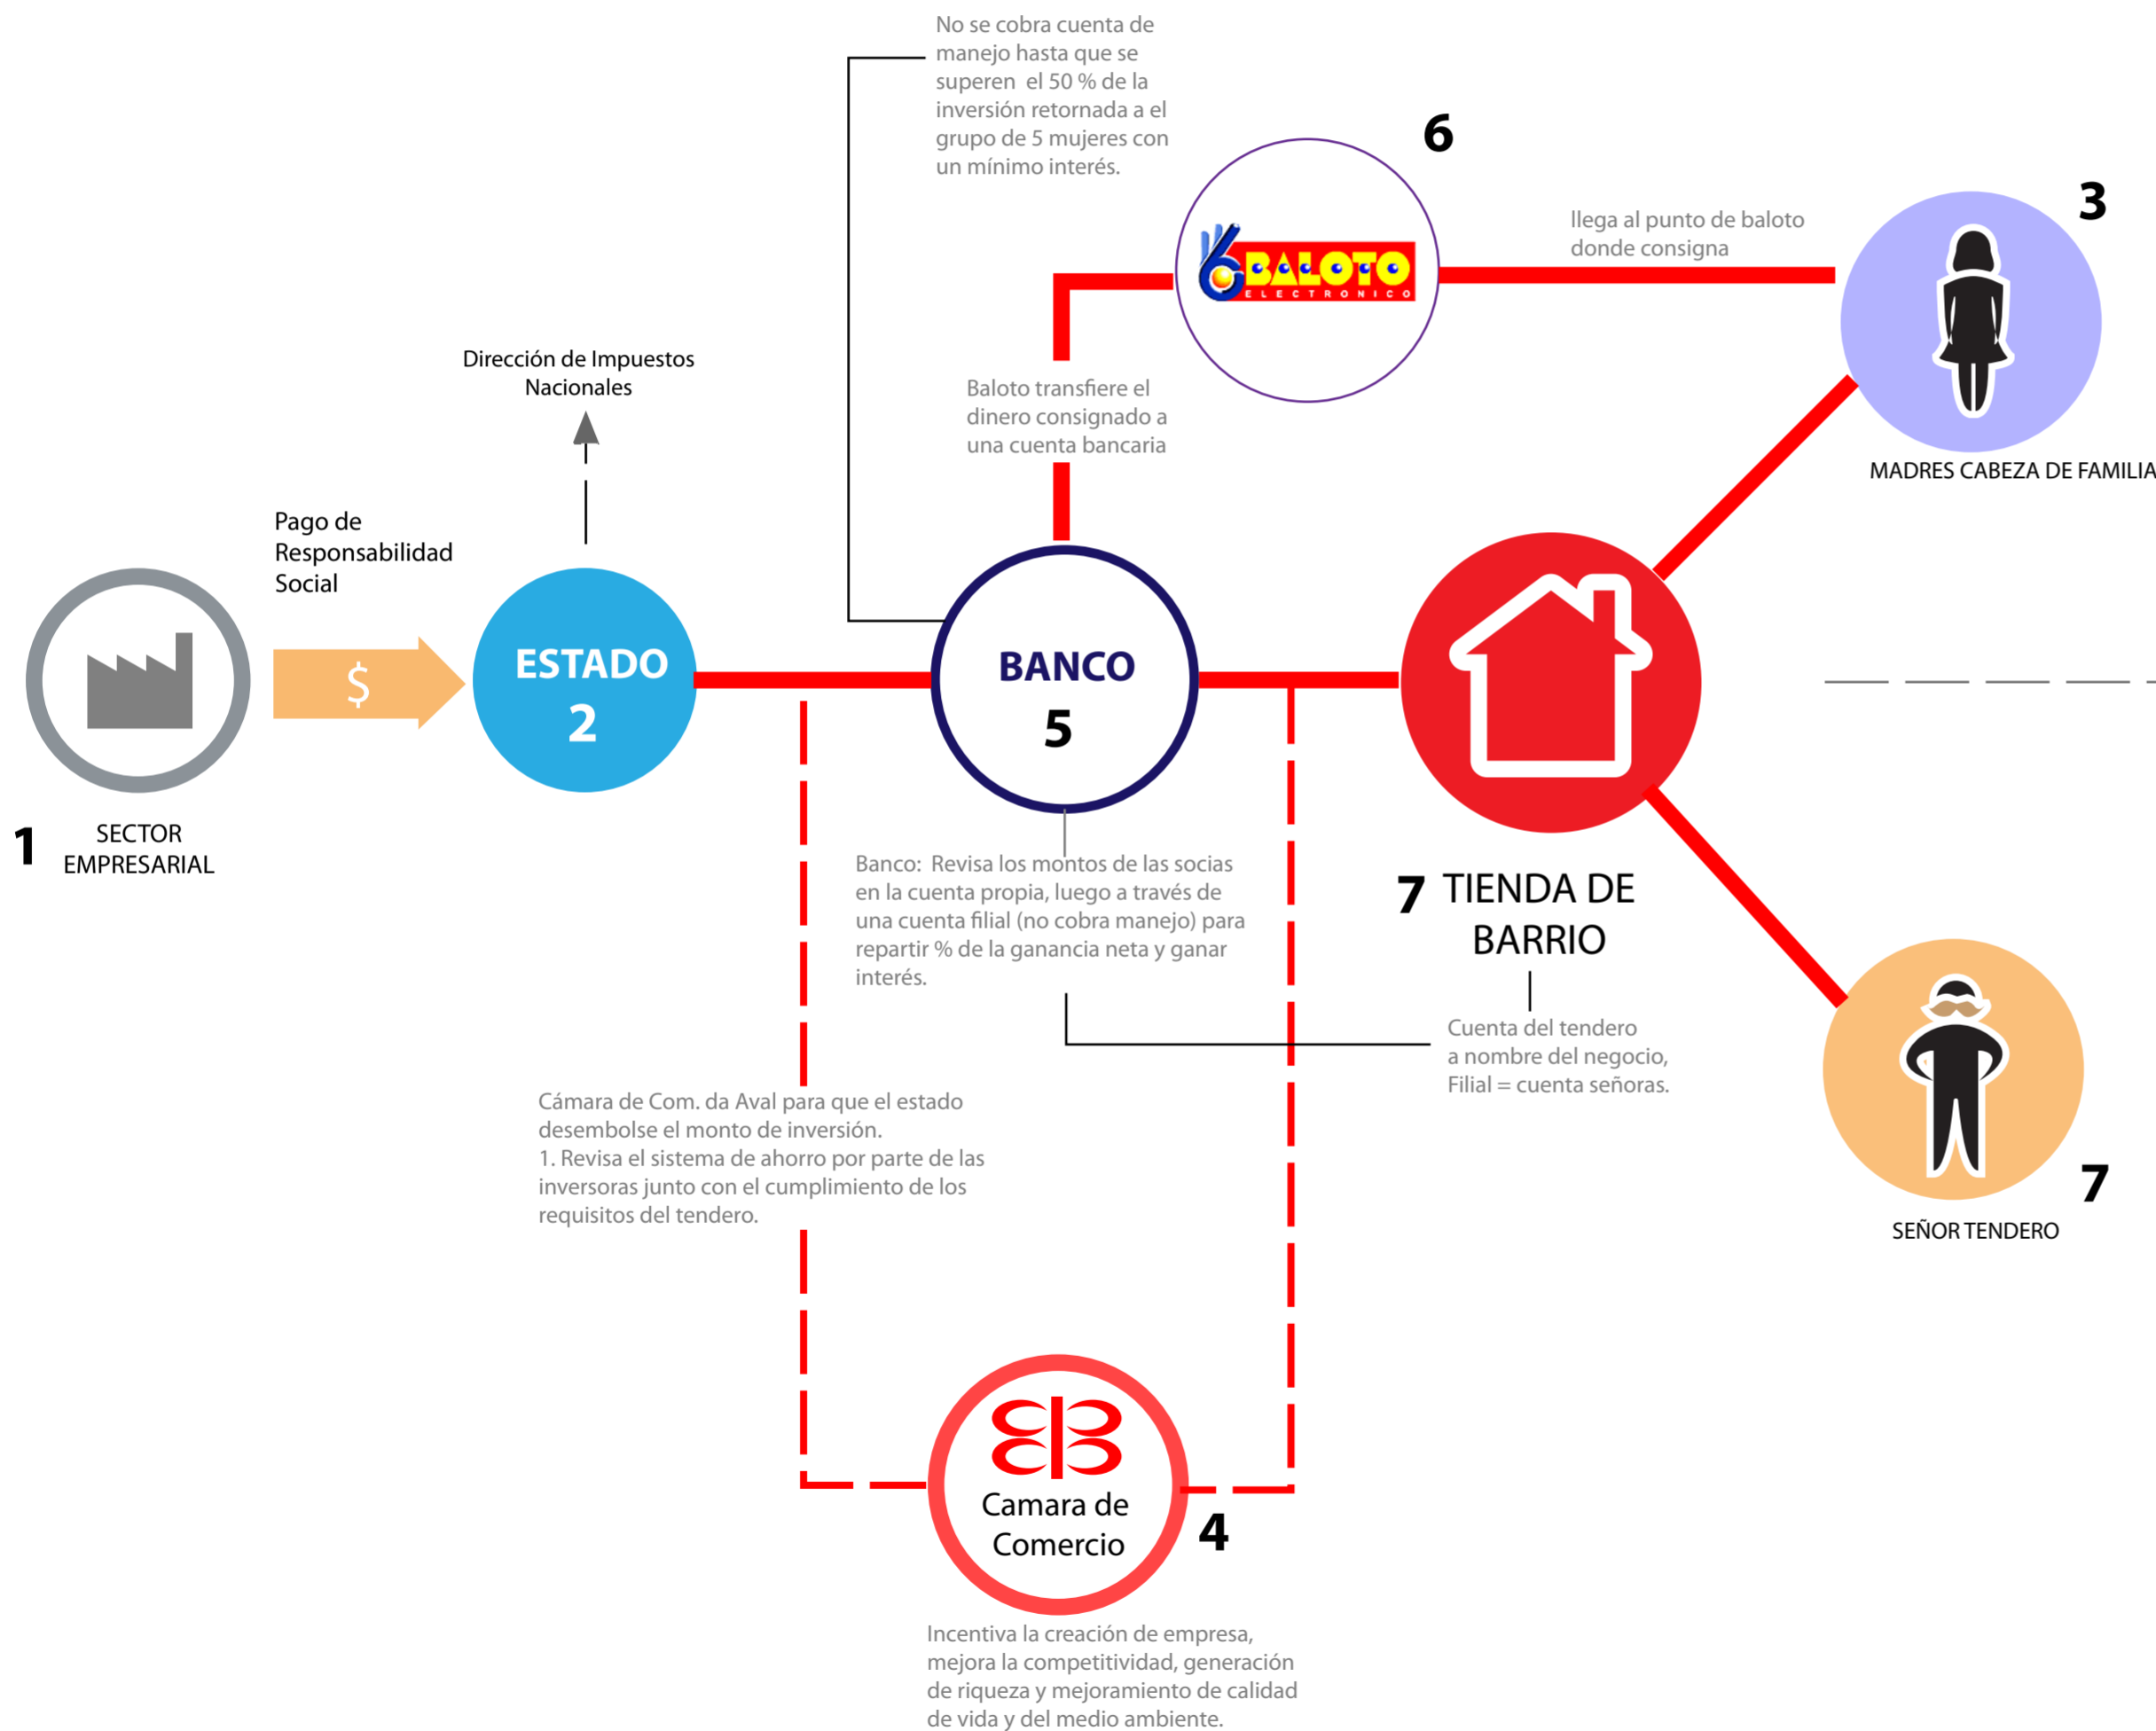 No se cobra cuenta de
manejo hasta que se
superen el 50 % de la
inversión retornada a el
grupo de 5 mujeres con
un mínimo interés.
6
BALOTO
ELECTRONICO
llega al punto de baloto
donde consigna
3
MADRES CABEZA DE FAMILIA
Dirección de Impuestos
Nacionales
Baloto transfiere el
dinero consignado a
una cuenta bancaria
Pago de
Responsabilidad
Social
$
ESTADO
2
BANCO
5
1
SECTOR
EMPRESARIAL
Banco: Revisa los montos de las socias
en la cuenta propia, luego a través de
una cuenta filial (no cobra manejo) para
repartir % de la ganancia neta y ganar
interés.
7 TIENDA DE
BARRIO
Cuenta del tendero
a nombre del negocio,
Filial = cuenta señoras.
7
SEÑOR TENDERO
Cámara de Com. da Aval para que el estado
desembolse el monto de inversión.
1. Revisa el sistema de ahorro por parte de las
inversoras junto con el cumplimiento de los
requisitos del tendero.
Camara de
Comercio
4
Incentiva la creación de empresa,
mejora la competitividad, generación
de riqueza y mejoramiento de calidad
de vida y del medio ambiente.